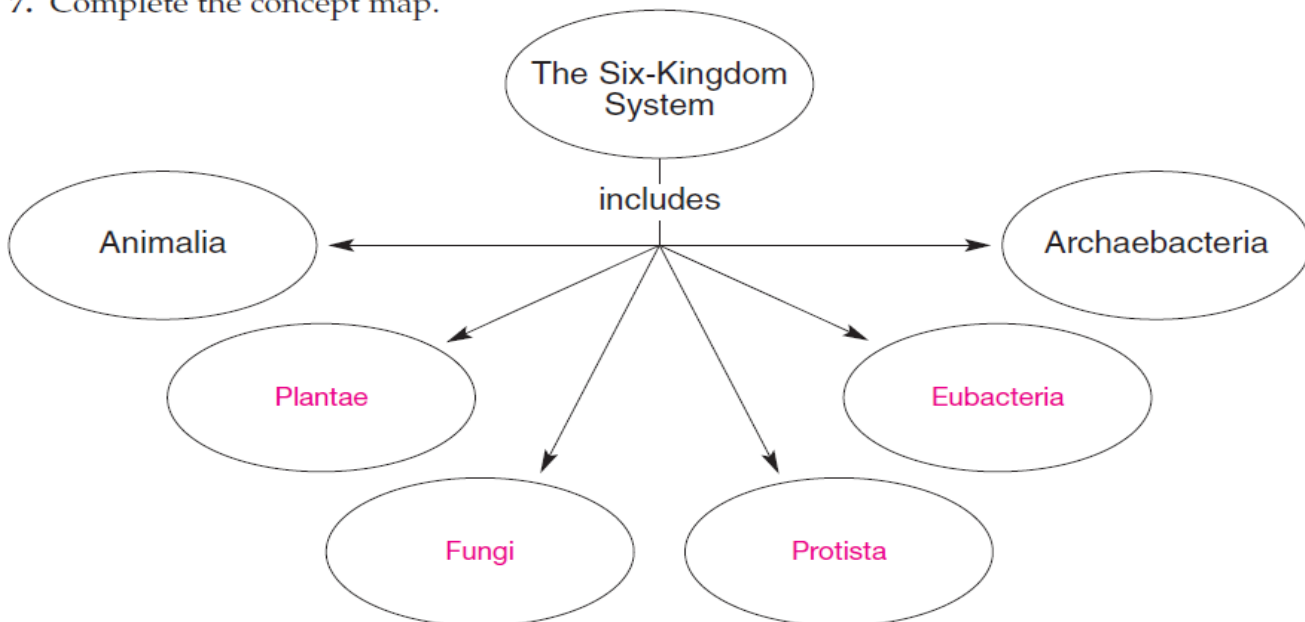 7. Complete the concept map.
The Six-Kingdom
System
includes
Animalia
Archaebacteria
Plantae
Eubacteria
Fungi
Protista